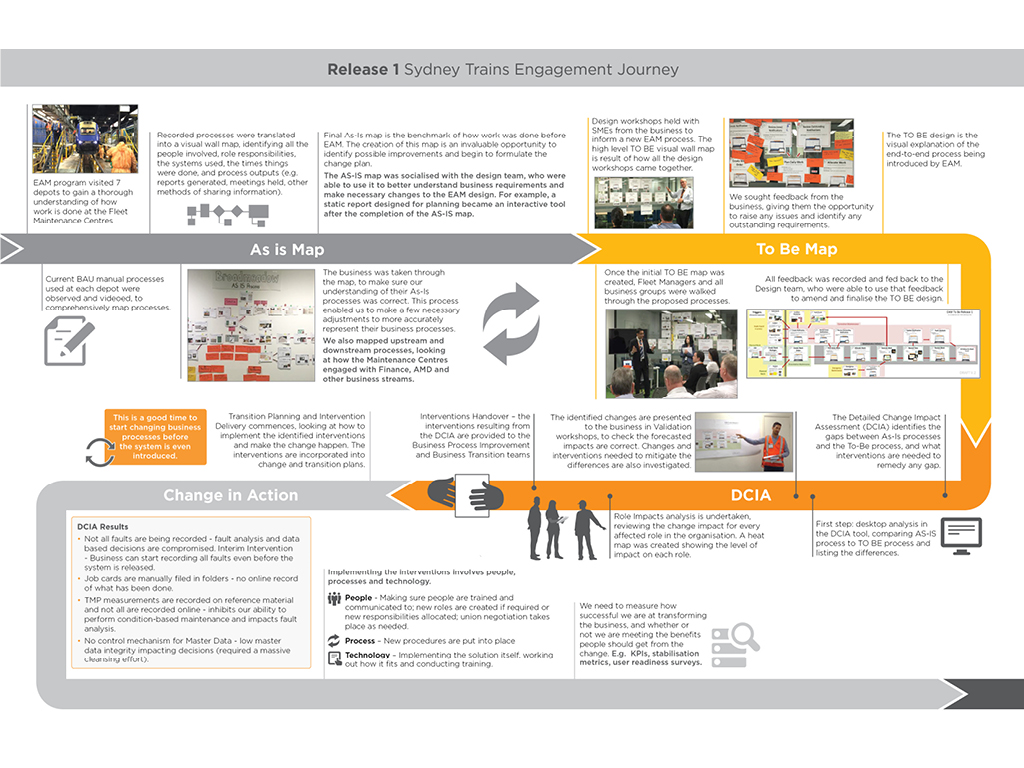 Release 1 Sydney Trains Engagement Journey
EAM program visited 7
depots to gain a thorough
understanding of how
work is done at the Fleet
Maintenance Centres.
Recorded processes were translated
into a visual wall map, identifying all the
people involved, role responsibilities,
the systems used, the times things
were done, and process outputs (e.g.
reports generated, meetings held, other
methods of sharing information).
Final As-Is map is the benchmark of how work was done before
EAM. The creation of this map is an invaluable opportunity to
identify possible improvements and begin to formulate the
change plan.
The AS-IS map was socialised with the design team, who were
able to use it to better understand business requirements and
make necessary changes to the EAM design. For example, a
static report designed for planning became an interactive tool
after the completion of the AS-IS map.
Design workshops held with
SMEs from the business to
inform a new EAM process. The
high level TO BE visual wall map
is result of how all the design
workshops came together.
We sought feedback from the
business, giving them the opportunity
to raise any issues and identify any
outstanding requirements.
The TO BE design is the
visual explanation of the
end-to-end process being
introduced by EAM.
As is Map
To Be Map
Current BAU manual processes
used at each depot were
observed and videoed, to
comprehensively map processes.
The business was taken through
the map, to make sure our
understanding of their As-Is
processes was correct. This process
enabled us to make a few necessary
adjustments to more accurately
represent their business processes.
We also mapped upstream and
downstream processes, looking
at how the Maintenance Centres
engaged with Finance, AMD and
other business streams.
Once the initial TO BE map was
created, Fleet Managers and all
business groups were walked
through the proposed processes.
All feedback was recorded and fed back to the
Design team, who were able to use that feedback
to amend and finalise the TO BE design.
This is a good time to
start changing business
processes before
the system is even
introduced.
Transition Planning and Intervention
Delivery commences, looking at how to
implement the identified interventions
and make the change happen. The
interventions are incorporated into
change and transition plans.
Interventions Handover – the
interventions resulting from
the DCIA are provided to the
Business Process Improvement
and Business Transition teams
The identified changes are presented
to the business in Validation
workshops, to check the forecasted
impacts are correct. Changes and
interventions needed to mitigate the
differences are also investigated.
The Detailed Change Impact
Assessment (DCIA) identifies the
gaps between As-Is processes
and the To-Be process, and what
interventions are needed to
remedy any gap.
Change in Action
DCIA
Role Impacts analysis is undertaken,
reviewing the change impact for every
affected role in the organisation. A heat
map was created showing the level of
impact on each role.
First step: desktop analysis in
the DCIA tool, comparing AS-IS
process to TO BE process and
listing the differences.
DCIA Results
• Not all faults are being recorded - fault analysis and data
based decisions are compromised. Interim Intervention
- Business can start recording all faults even before the
system is released.
• Job cards are manually filed in folders - no online record
of what has been done.
• TMP measurements are recorded on reference material
and not all are recorded online - inhibits our ability to
perform condition-based maintenance and impacts fault
analysis.
• No control mechanism for Master Data - low master
data integrity impacting decisions (required a massive
cleansing effort).
Implementing the interventions involves people,
processes and technology.
People - Making sure people are trained and
communicated to; new roles are created if required or
new responsibilities allocated; union negotiation takes
place as needed.
Process – New procedures are put into place
Technology – Implementing the solution itself, working
out how it fits and conducting training.
We need to measure how
successful we are at transforming
the business, and whether or
not we are meeting the benefits
people should get from the
change. E.g. KPIs, stabilisation
metrics, user readiness surveys.